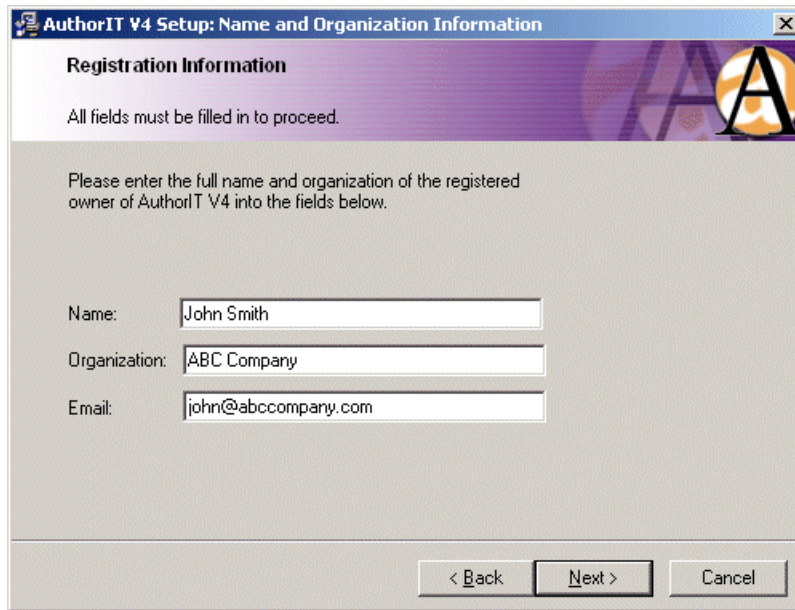 AuthorIT V4 Setup: Name and Organization Information
Registration Information
All fields must be filled in to proceed.
Please enter the full name and organization of the registered
owner of AuthorIT V4 into the fields below.
Name: John Smith
Organization: ABC Company
Email: john@abccompany.com
< Back Next > Cancel